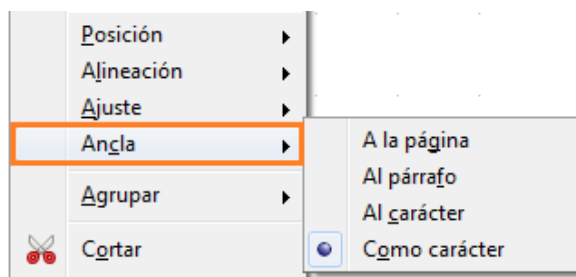 Posición
Alineación
Ajuste
Ancla
Agrupar
Cortar
A la página
Al párrafo
Al carácter
Como carácter